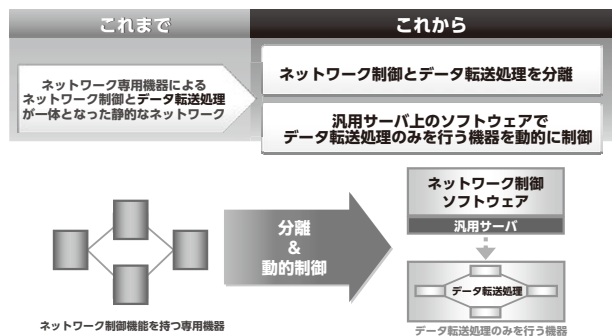 これまで
これから
ネットワーク専用機器による
ネットワーク制御とデータ転送処理
が一体となった静的なネットワーク
ネットワーク制御とデータ転送処理を分離
汎用サーバ上のソフトウェアで
データ転送処理のみを行う機器を動的に制御
分離
&
動的制御
ネットワーク制御
ソフトウェア
汎用サーバ
データ転送処理
ネットワーク制御機能を持つ専用機器
データ転送処理のみを行う機器